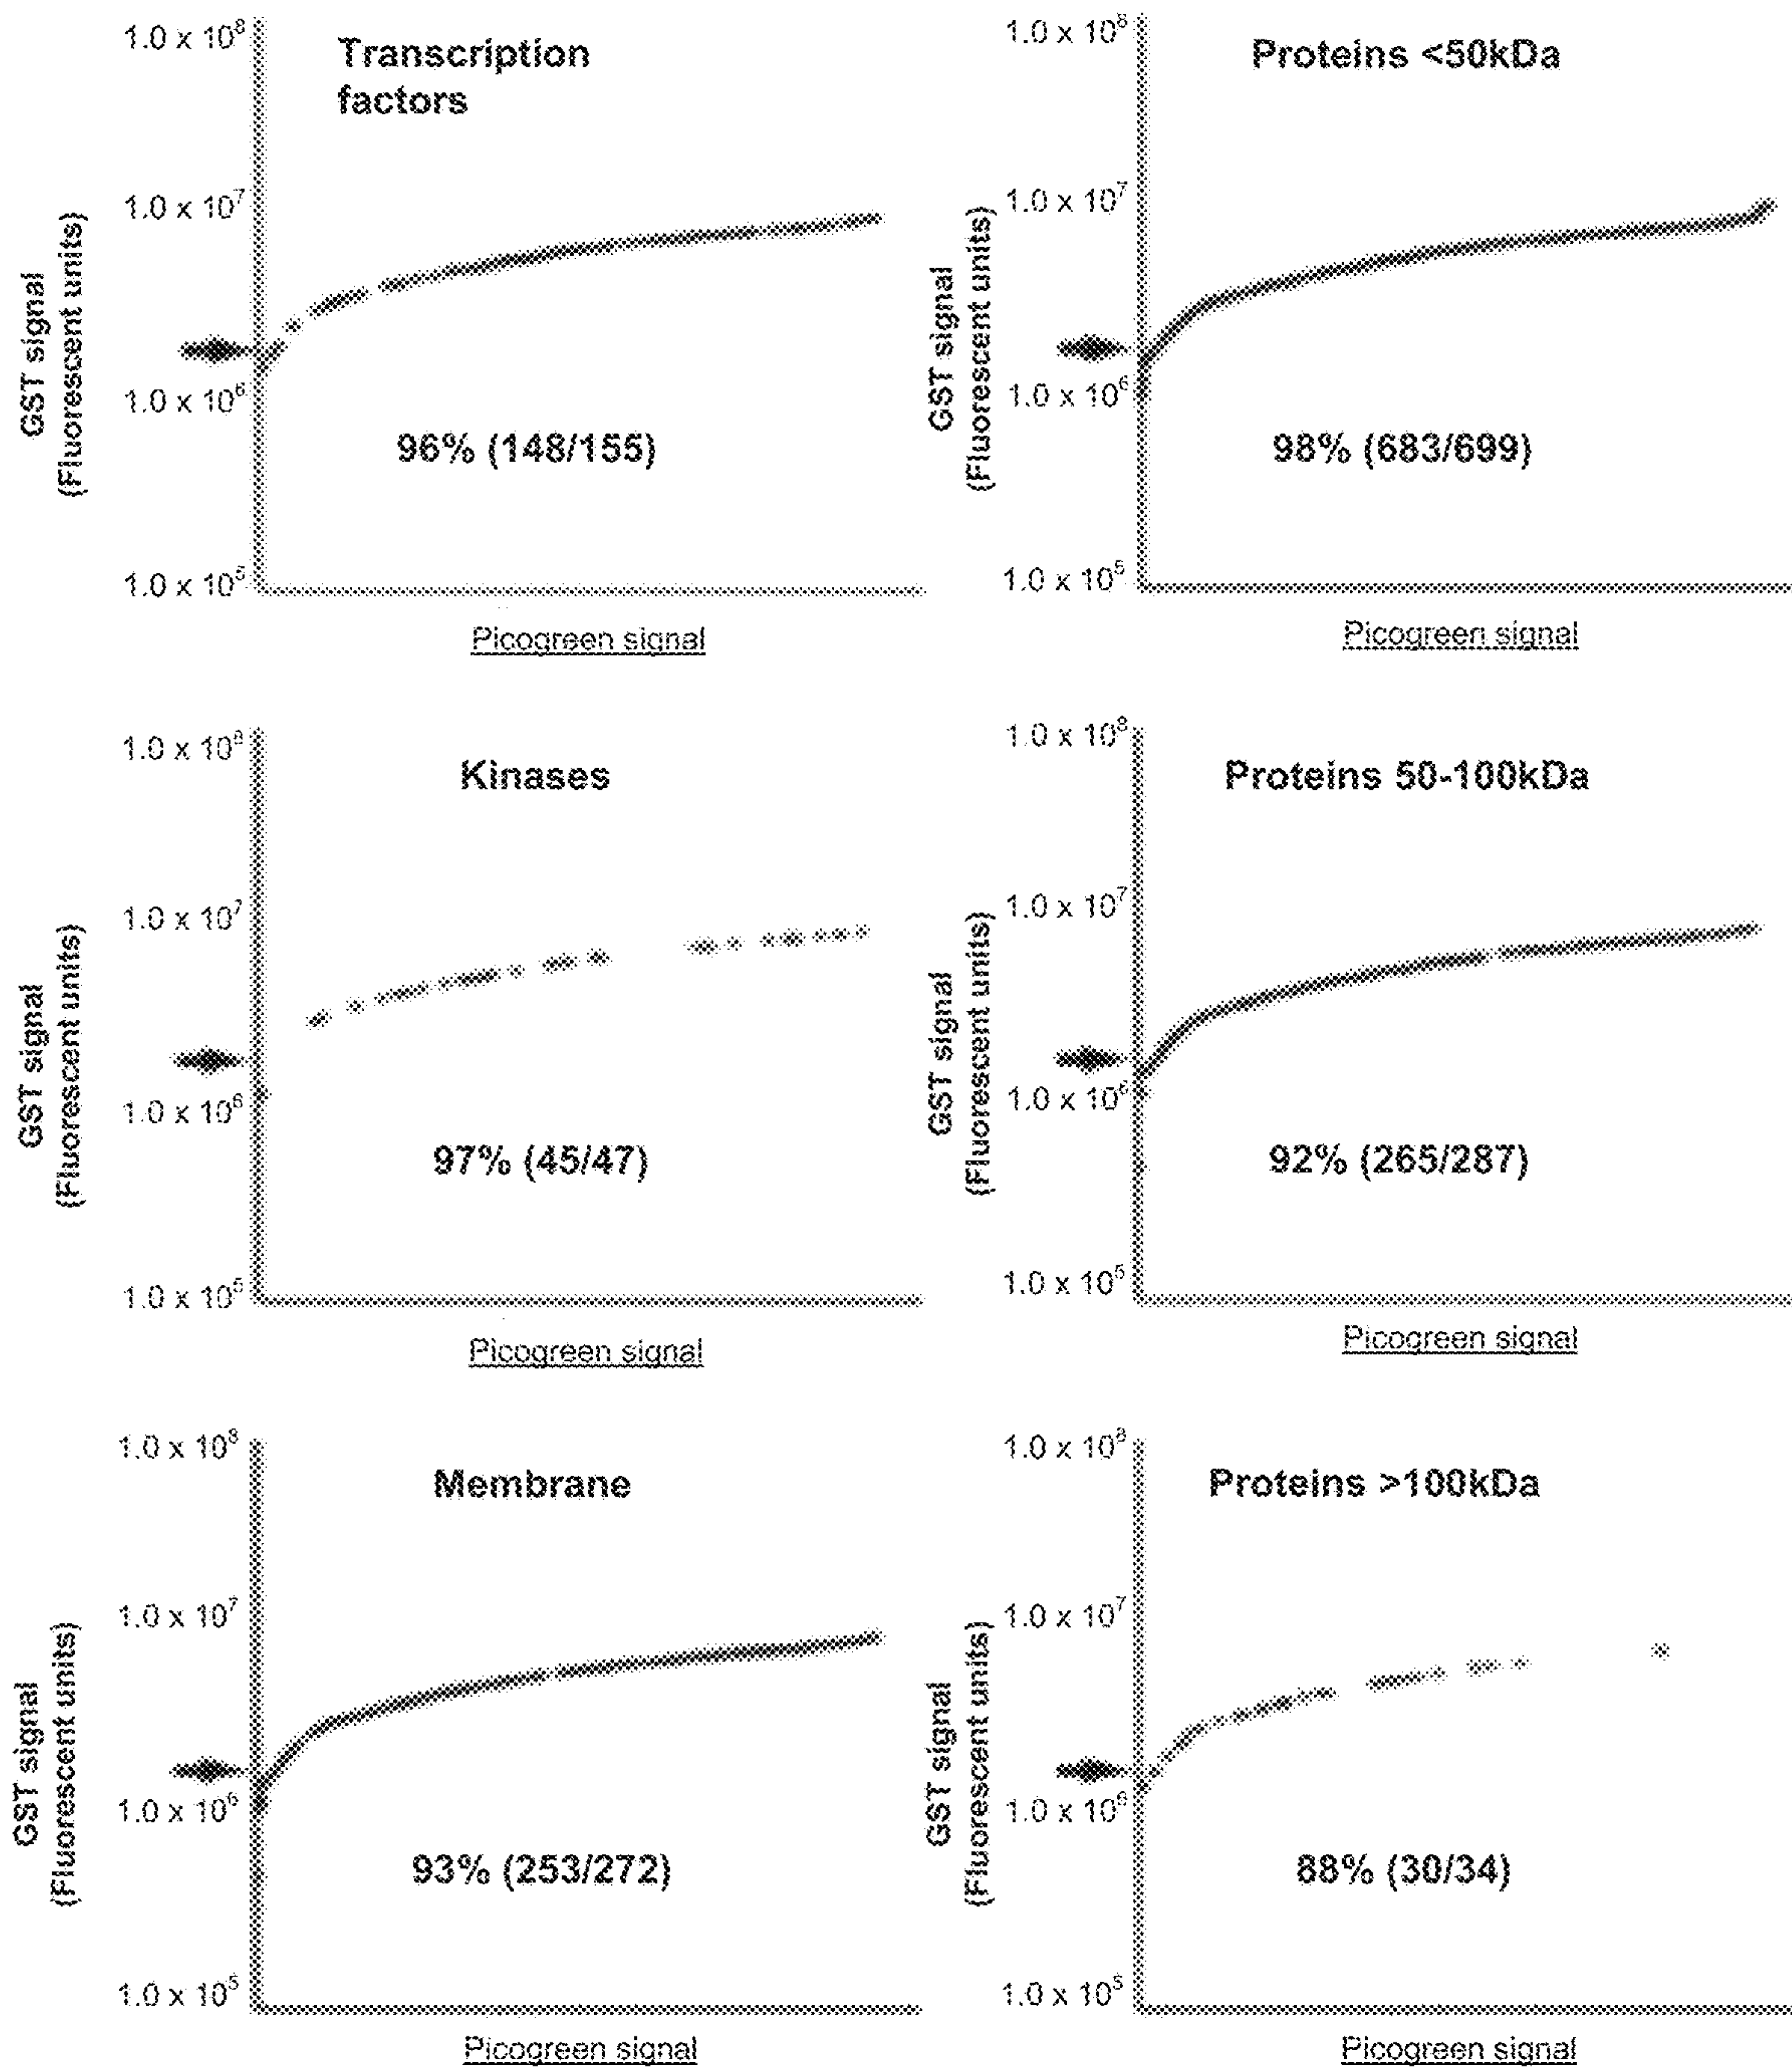 1.0 x 10⁸
Transcription
factors
1.0 x 10⁷
GST signal
(Fluorescent units)
1.0 x 10⁶
96% (148/155)
1.0 x 10⁵
Picogreen signal
1.0 x 10⁸
Proteins <50kDa
1.0 x 10⁷
GST signal
(Fluorescent units)
1.0 x 10⁶
98% (683/699)
1.0 x 10⁵
Picogreen signal
1.0 x 10⁸
Kinases
1.0 x 10⁷
GST signal
(Fluorescent units)
1.0 x 10⁶
97% (45/47)
1.0 x 10⁵
Picogreen signal
1.0 x 10⁸
Proteins 50-100kDa
1.0 x 10⁷
GST signal
(Fluorescent units)
1.0 x 10⁶
92% (265/287)
1.0 x 10⁵
Picogreen signal
1.0 x 10⁸
Membrane
1.0 x 10⁷
GST signal
(Fluorescent units)
1.0 x 10⁶
93% (253/272)
1.0 x 10⁵
Picogreen signal
1.0 x 10⁸
Proteins >100kDa
1.0 x 10⁷
GST signal
(Fluorescent units)
1.0 x 10⁶
88% (30/34)
1.0 x 10⁵
Picogreen signal